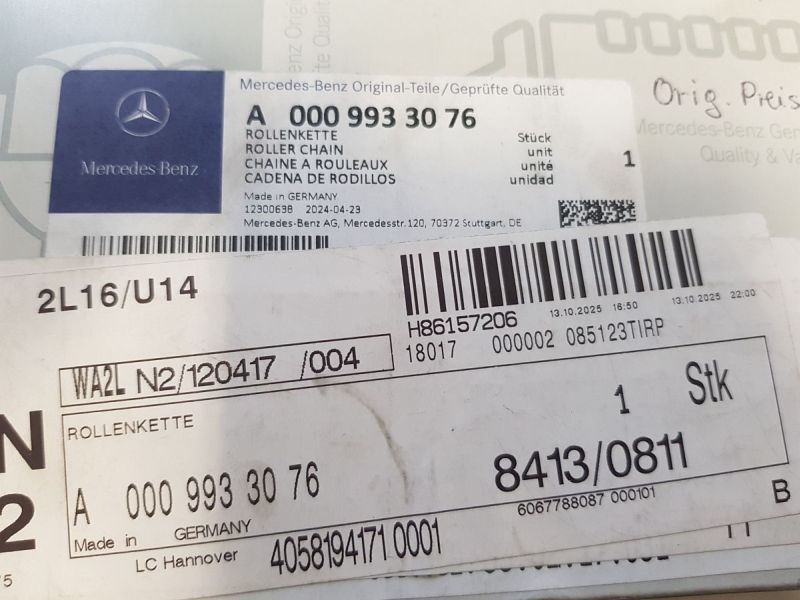 Mercedes-Benz Original-Teile/Geprüfte Qualität
A 000 993 30 76
ROLLENKETTE Stück
ROLLER CHAIN unit 1
CHAINE A ROULEAUX unité
CADENA DE RODILLOS unidad
Made in GERMANY
1230063B 2024-04-23
Mercedes-Benz AG, Mercedesstr.120, 70372 Stuttgart, DE
Mercedes-Benz
Orig. Preis
Mercedes-Benz Gen
Quality & Va
2L16/U14
H86157206 13.10.2025 16:50 13.10.2025 22:00
18017 000002 085123TIRP
WA2L N2/120417 /004
N
2
ROLLENKETTE 1 Stk
A 000 993 30 76 8413/0811
6067788087 000101
Made in GERMANY
B
LC Hannover 4058194171 0001